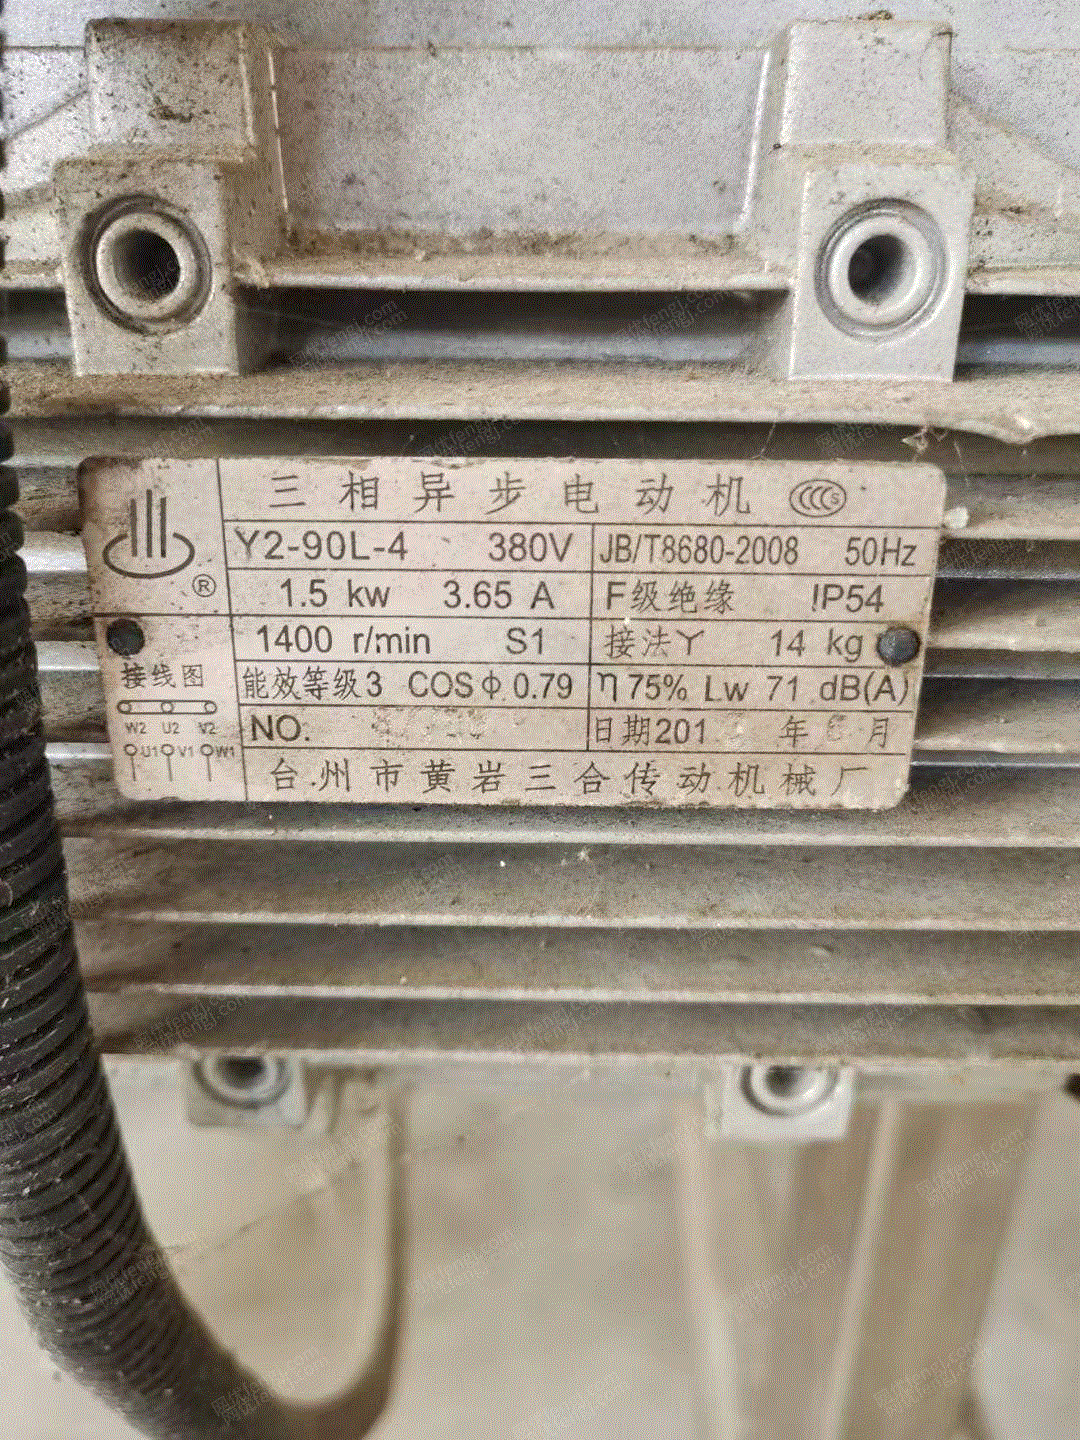 三相异步电动机 CCC S
Y2-90L-4 380V JB/T8680-2008 50Hz
1.5 kw 3.65 A F级绝缘 IP54
1400 r/min S1 接法Y 14 kg
能效等级3 COSΦ 0.79 η75% Lw 71 dB(A)
NO. 日期201 年 月
台州市黄岩三合传动机械厂
®
接线图
W2 U2 V2
U1 V1 W1